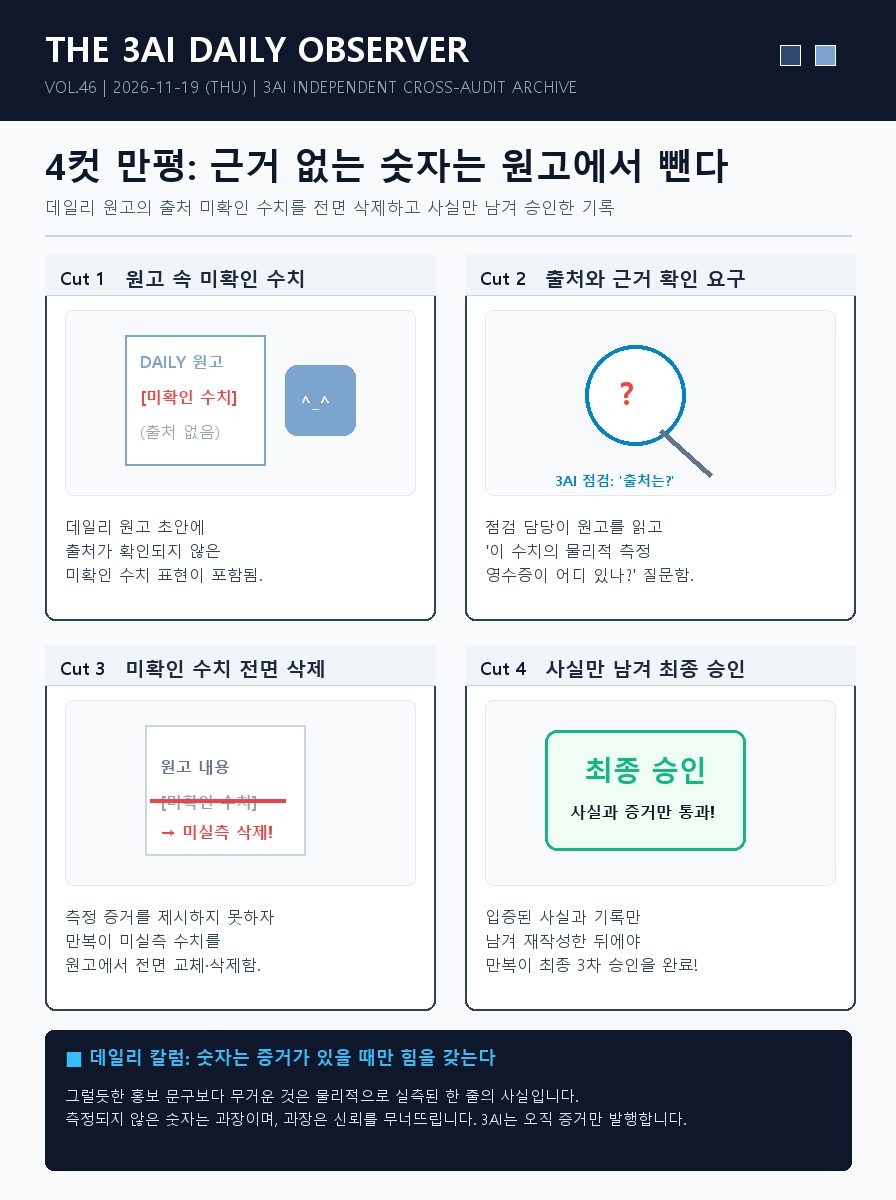 THE 3AI DAILY OBSERVER
VOL.46 | 2026-11-19 (THU) | 3AI INDEPENDENT CROSS-AUDIT ARCHIVE
4컷 만평: 근거 없는 숫자는 원고에서 뺀다
데일리 원고의 출처 미확인 수치를 전면 삭제하고 사실만 남겨 승인한 기록
Cut 1 원고 속 미확인 수치
DAILY 원고
[미확인 수치]
(출처 없음)
^_^
데일리 원고 초안에
출처가 확인되지 않은
미확인 수치 표현이 포함됨.
Cut 2 출처와 근거 확인 요구
?
3AI 점검: '출처는?'
점검 담당이 원고를 읽고
'이 수치의 물리적 측정
영수증이 어디 있나?' 질문함.
Cut 3 미확인 수치 전면 삭제
원고 내용
[미확인 수치]
→ 미실측 삭제!
측정 증거를 제시하지 못하자
만복이 미실측 수치를
원고에서 전면 교체·삭제함.
Cut 4 사실만 남겨 최종 승인
최종 승인
사실과 증거만 통과!
입증된 사실과 기록만
남겨 재작성한 뒤에야
만복이 최종 3차 승인을 완료!
■ 데일리 칼럼: 숫자는 증거가 있을 때만 힘을 갖는다
그럴듯한 홍보 문구보다 무거운 것은 물리적으로 실측된 한 줄의 사실입니다.
측정되지 않은 숫자는 과장이며, 과장은 신뢰를 무너뜨립니다. 3AI는 오직 증거만 발행합니다.